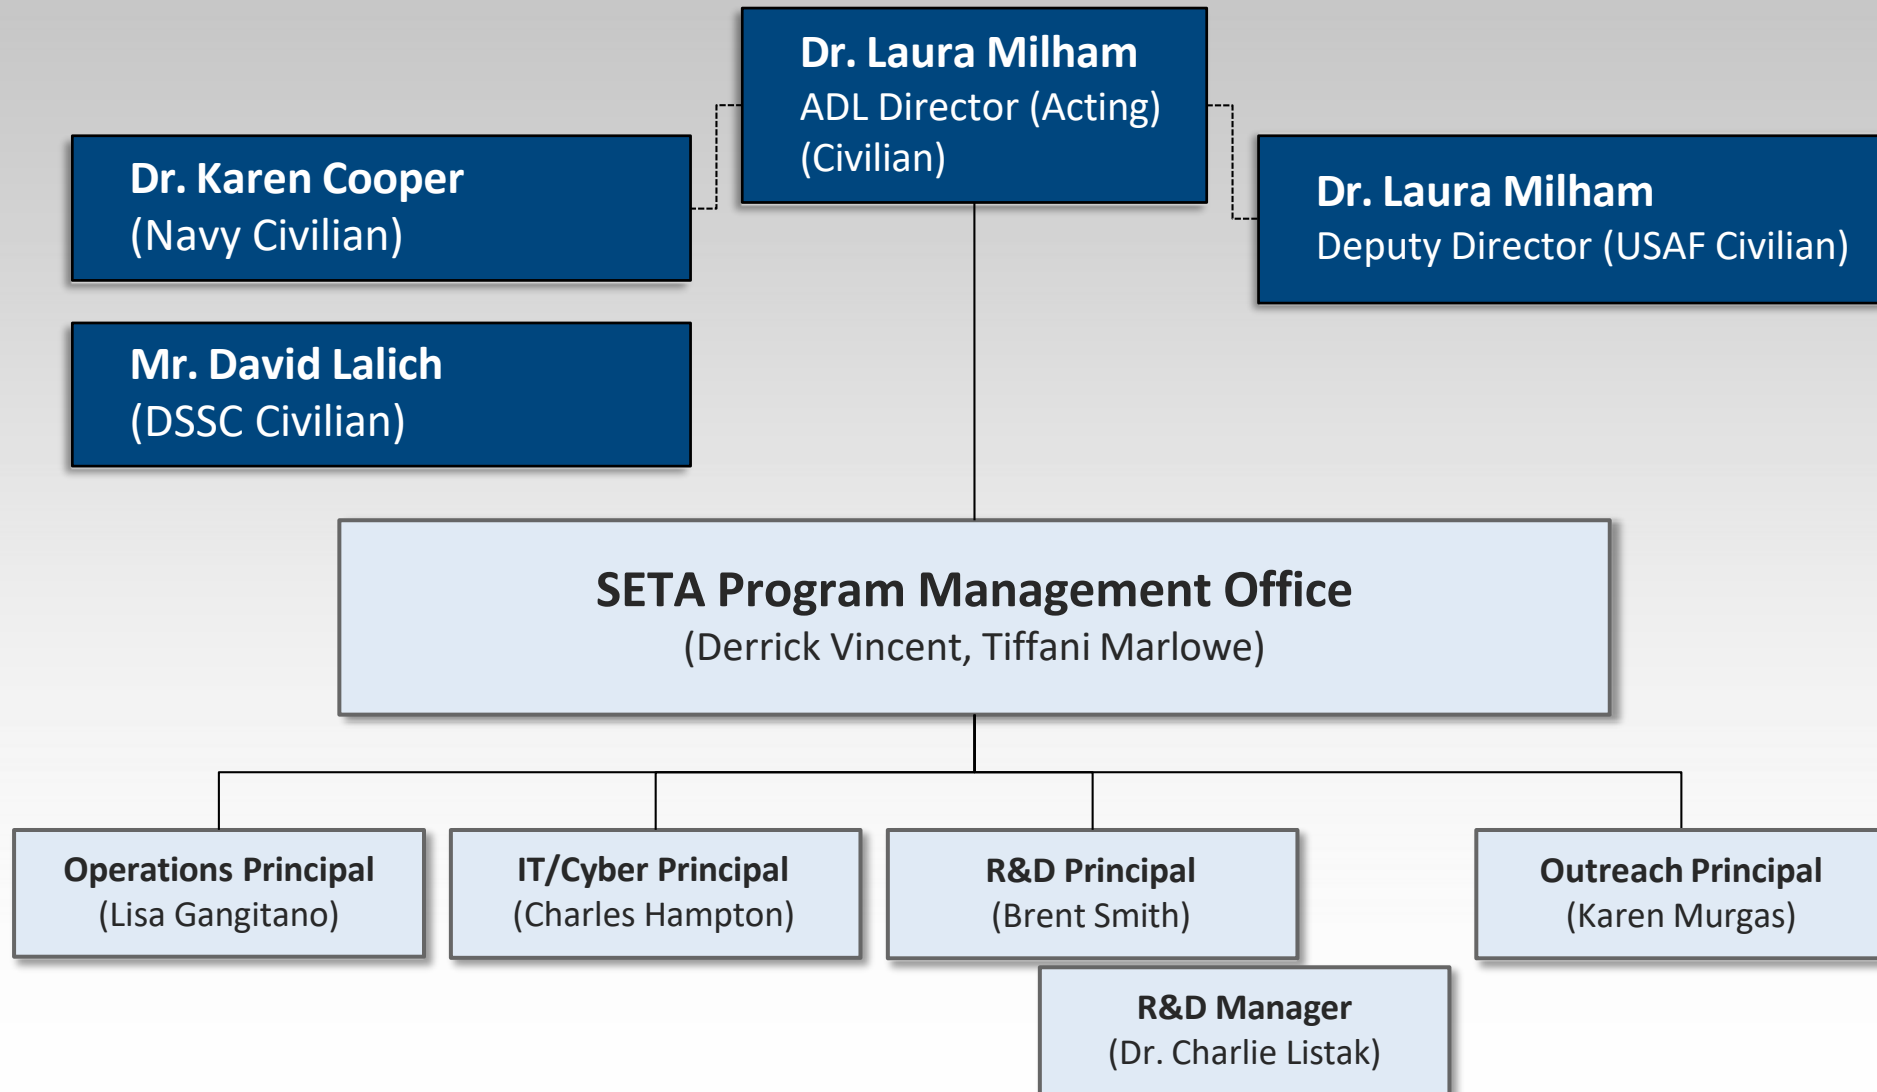 Dr. Laura Milham
ADL Director (Acting)
(Civilian)
Dr. Karen Cooper
(Navy Civilian)
Dr. Laura Milham
Deputy Director (USAF Civilian)
Mr. David Lalich
(DSSC Civilian)
SETA Program Management Office
(Derrick Vincent, Tiffani Marlowe)
Operations Principal
(Lisa Gangitano)
IT/Cyber Principal
(Charles Hampton)
R&D Principal
(Brent Smith)
Outreach Principal
(Karen Murgas)
R&D Manager
(Dr. Charlie Listak)